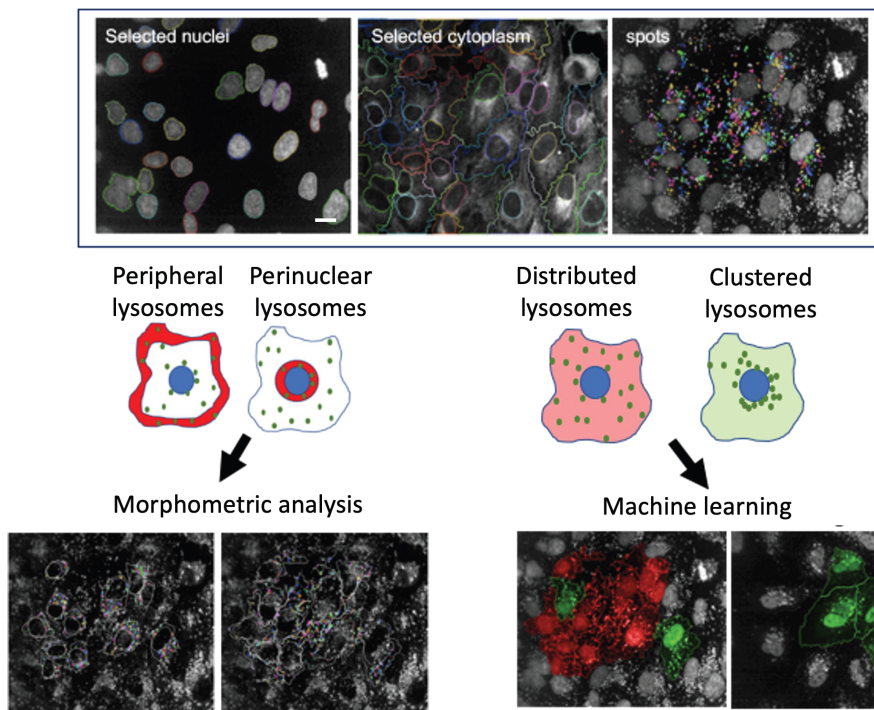 Selected nuclei
Selected cytoplasm
spots
Peripheral
lysosomes
Perinuclear
lysosomes
Distributed
lysosomes
Clustered
lysosomes
Morphometric analysis
Machine learning